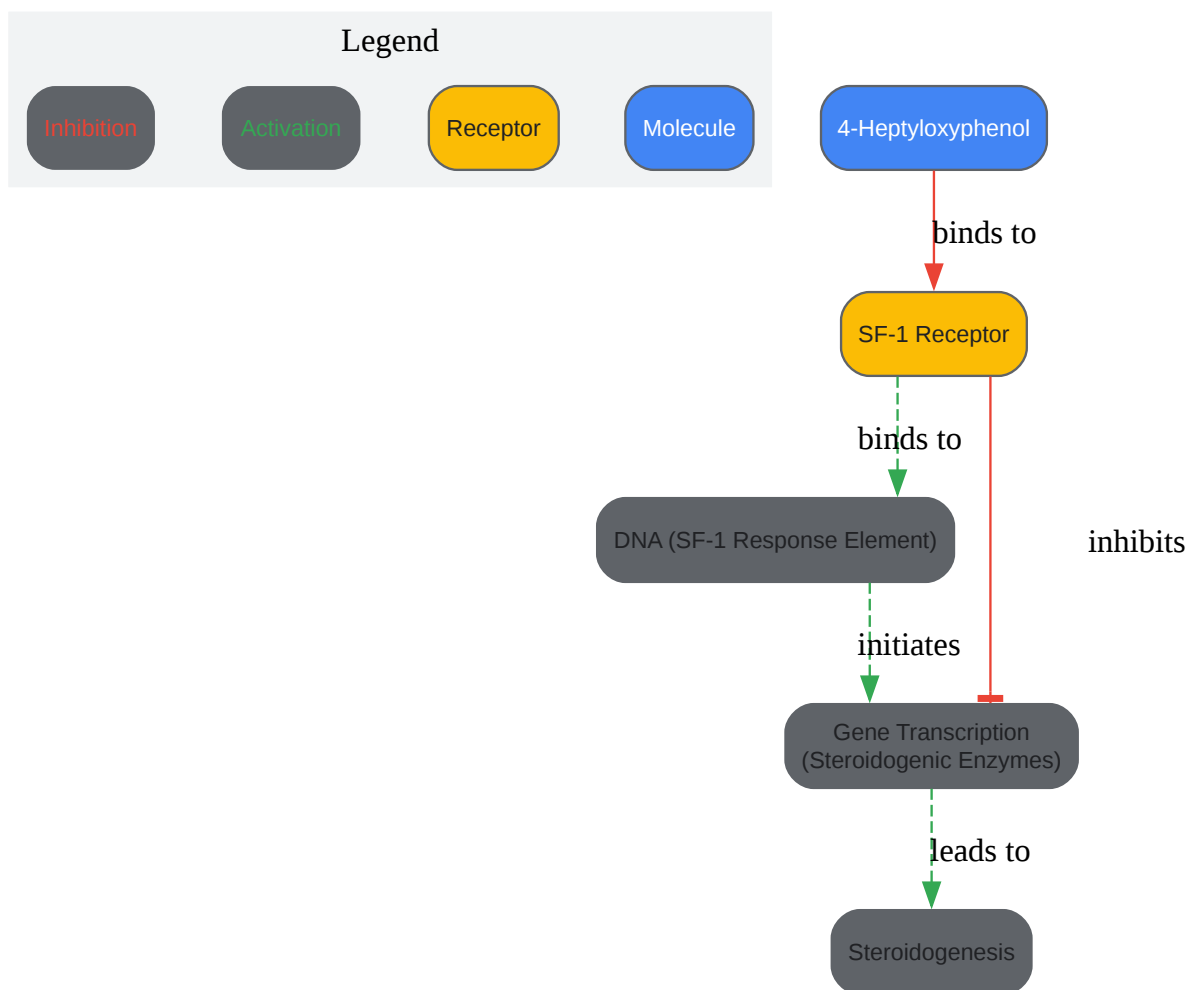 Legend
Inhibition
Activation
Receptor
Molecule
4-Heptyloxyphenol
binds to
SF-1 Receptor
binds to
DNA (SF-1 Response Element)
inhibits
initiates
Gene Transcription
(Steroidogenic Enzymes)
leads to
Steroidogenesis